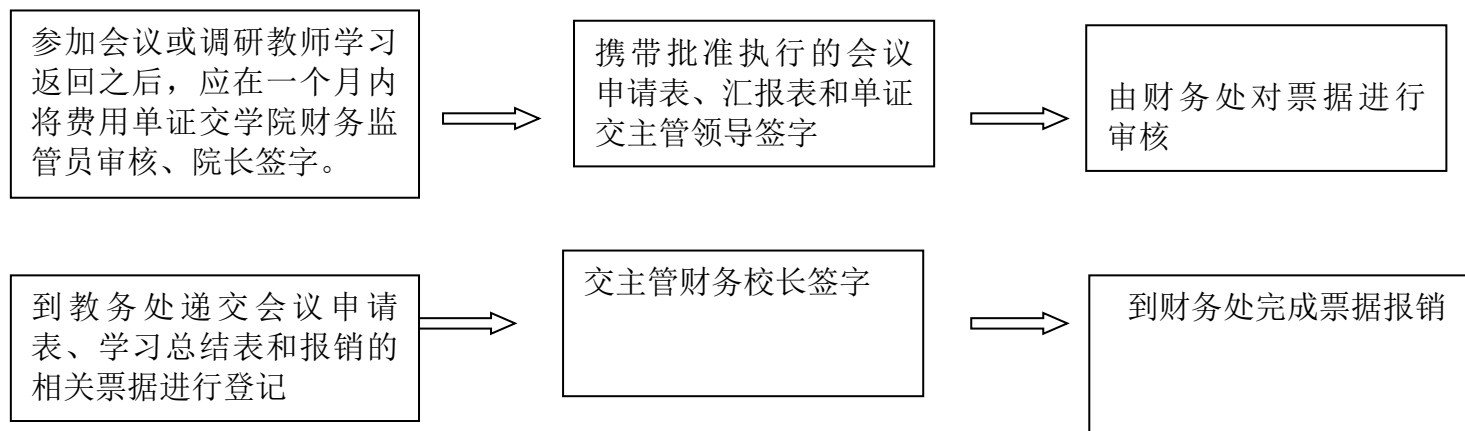 参加会议或调研教师学习
返回之后，应在一个月内
将费用单证交学院财务监
管员审核、院长签字。
携带批准执行的会议
申请表、汇报表和单证
交主管领导签字
由财务处对票据进行
审核
到教务处递交会议申请
表、学习总结表和报销的
相关票据进行登记
交主管财务校长签字
到财务处完成票据报销